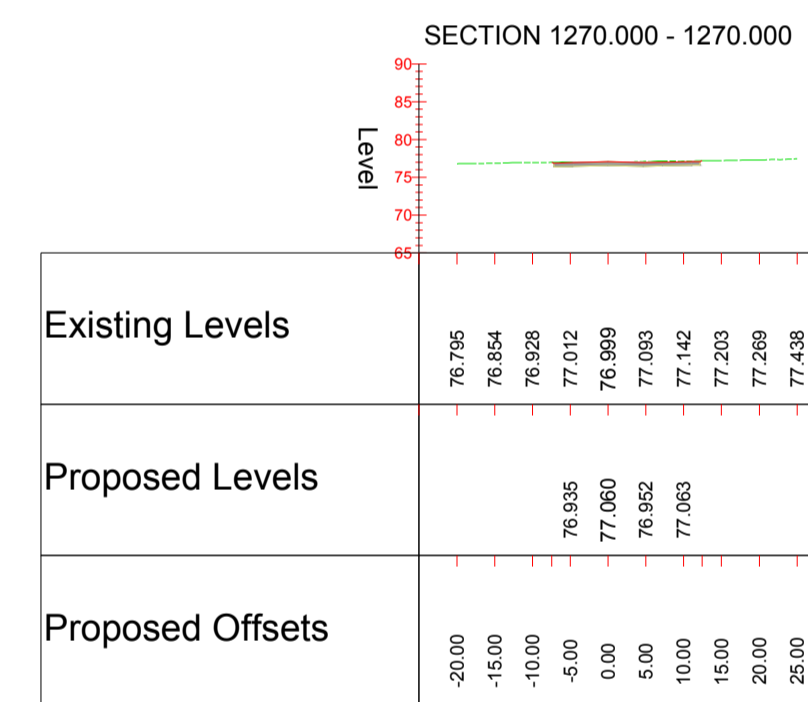 SECTION 1270.000 - 1270.000
90
85
80
75
70
65
Level
Existing Levels
76.795 76.854 76.928 77.012 76.999 77.093 77.142 77.203 77.269 77.438
Proposed Levels
76.935 77.060 76.952 77.063
Proposed Offsets
-20.00 -15.00 -10.00 -5.00 0.00 5.00 10.00 15.00 20.00 25.00